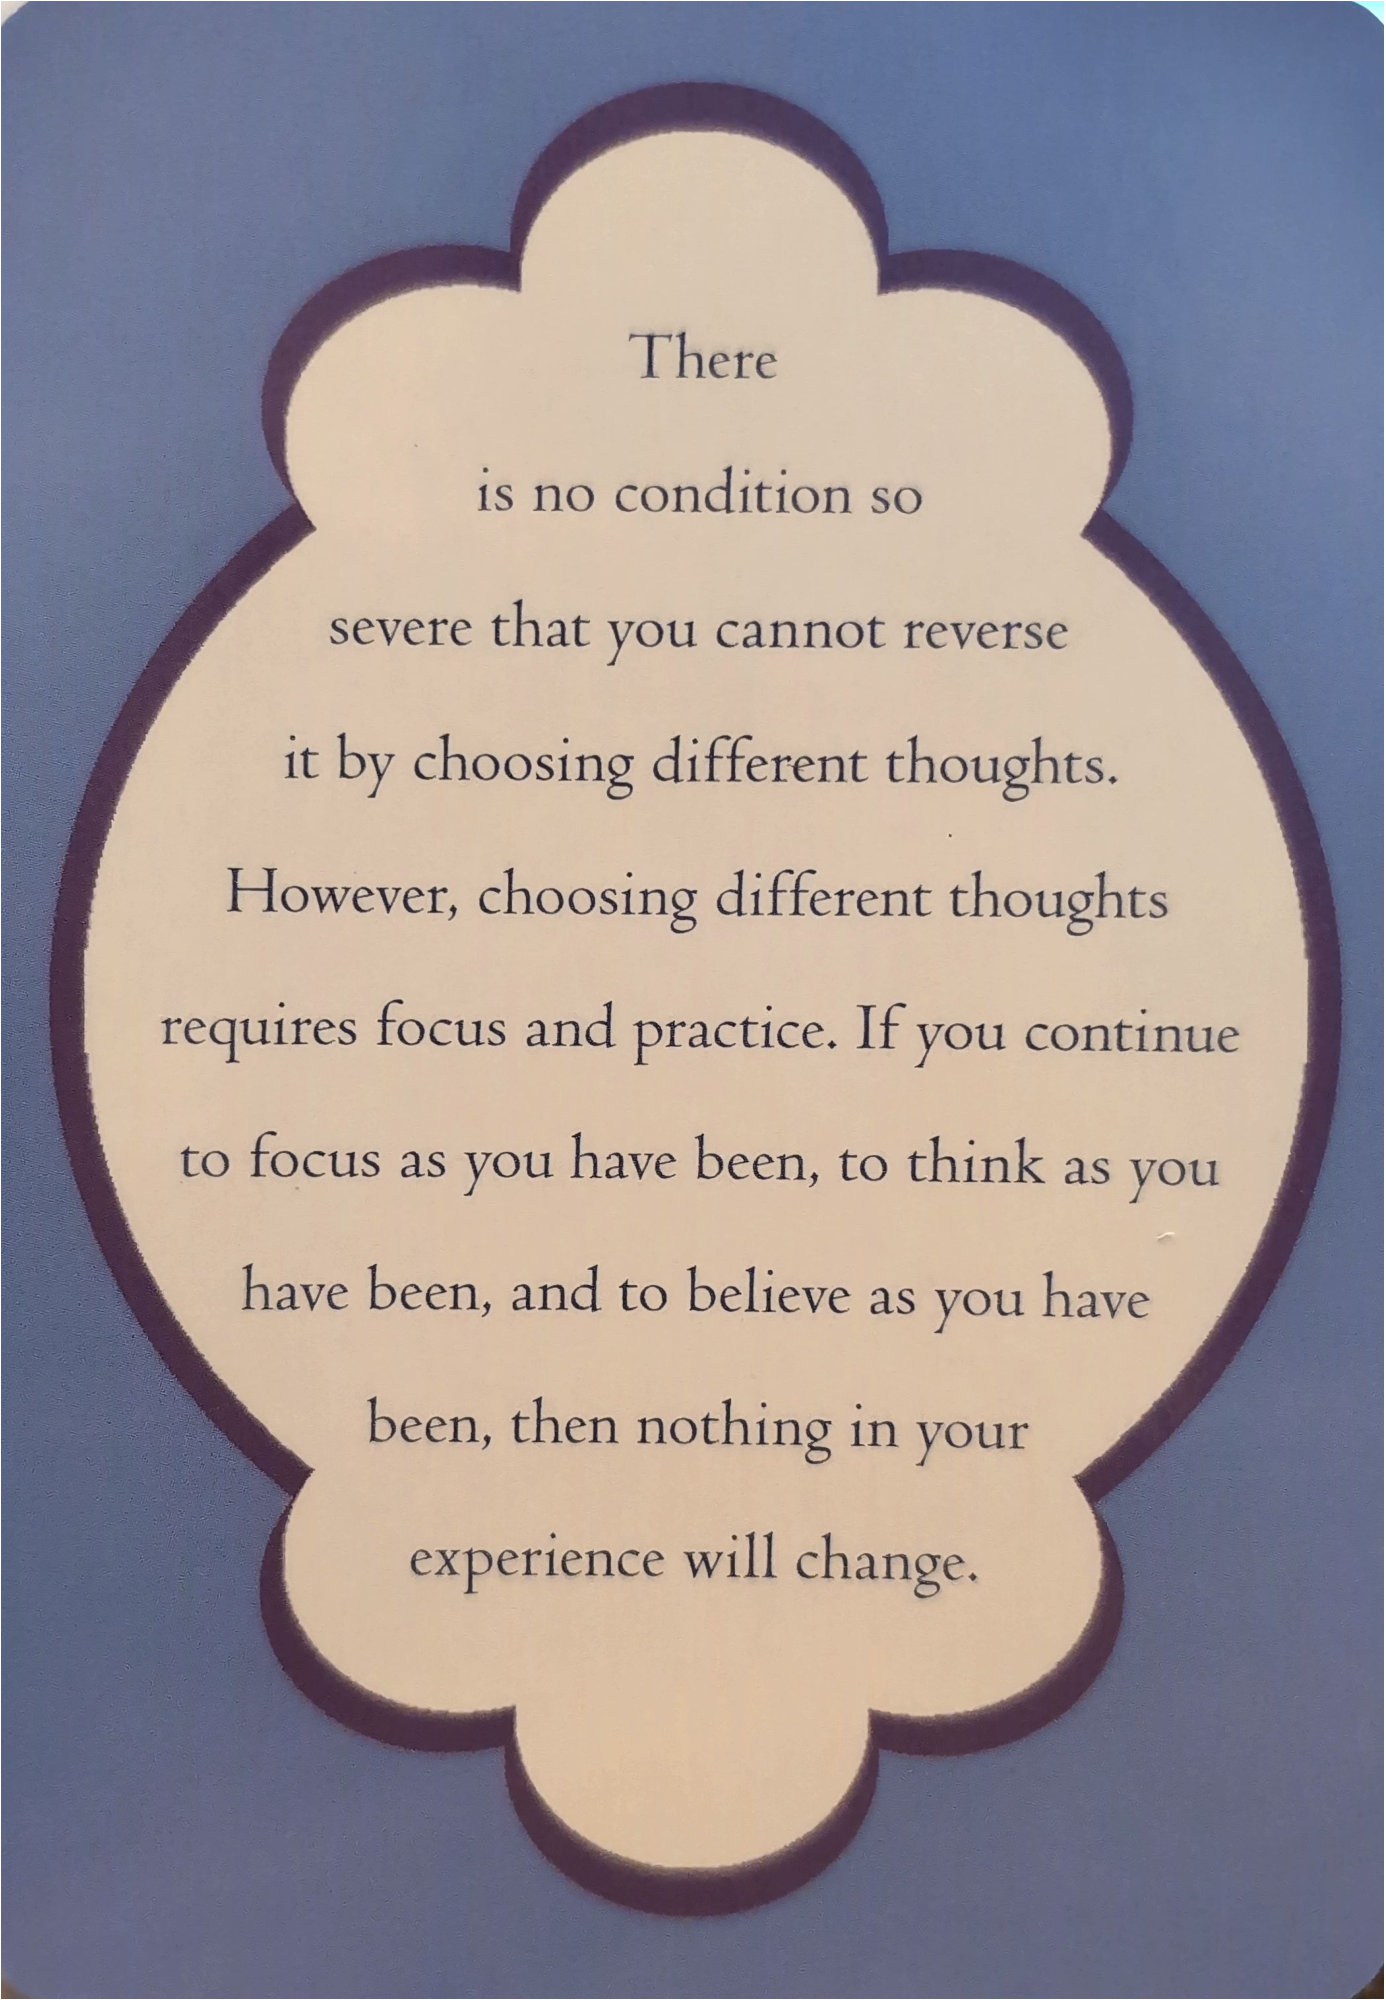 There
is no condition so
severe that you cannot reverse
it by choosing different thoughts.
However, choosing different thoughts
requires focus and practice. If you continue
to focus as you have been, to think as you
have been, and to believe as you have
been, then nothing in your
experience will change.